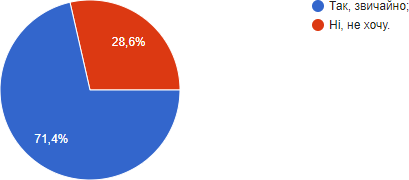 Так, звичайно;
Ні, не хочу.
28,6%
71,4%